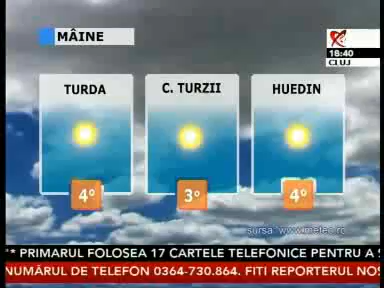 MÂINE
18:40
CLUJ
TURDA
C. TURZII
HUEDIN
4°
3°
4°
sursa: www.meteo.ro
** PRIMARUL FOLOSEA 17 CARTELE TELEFONICE PENTRU A S
NUMĂRUL DE TELEFON 0364-730.864. FITI REPORTERUL NOS